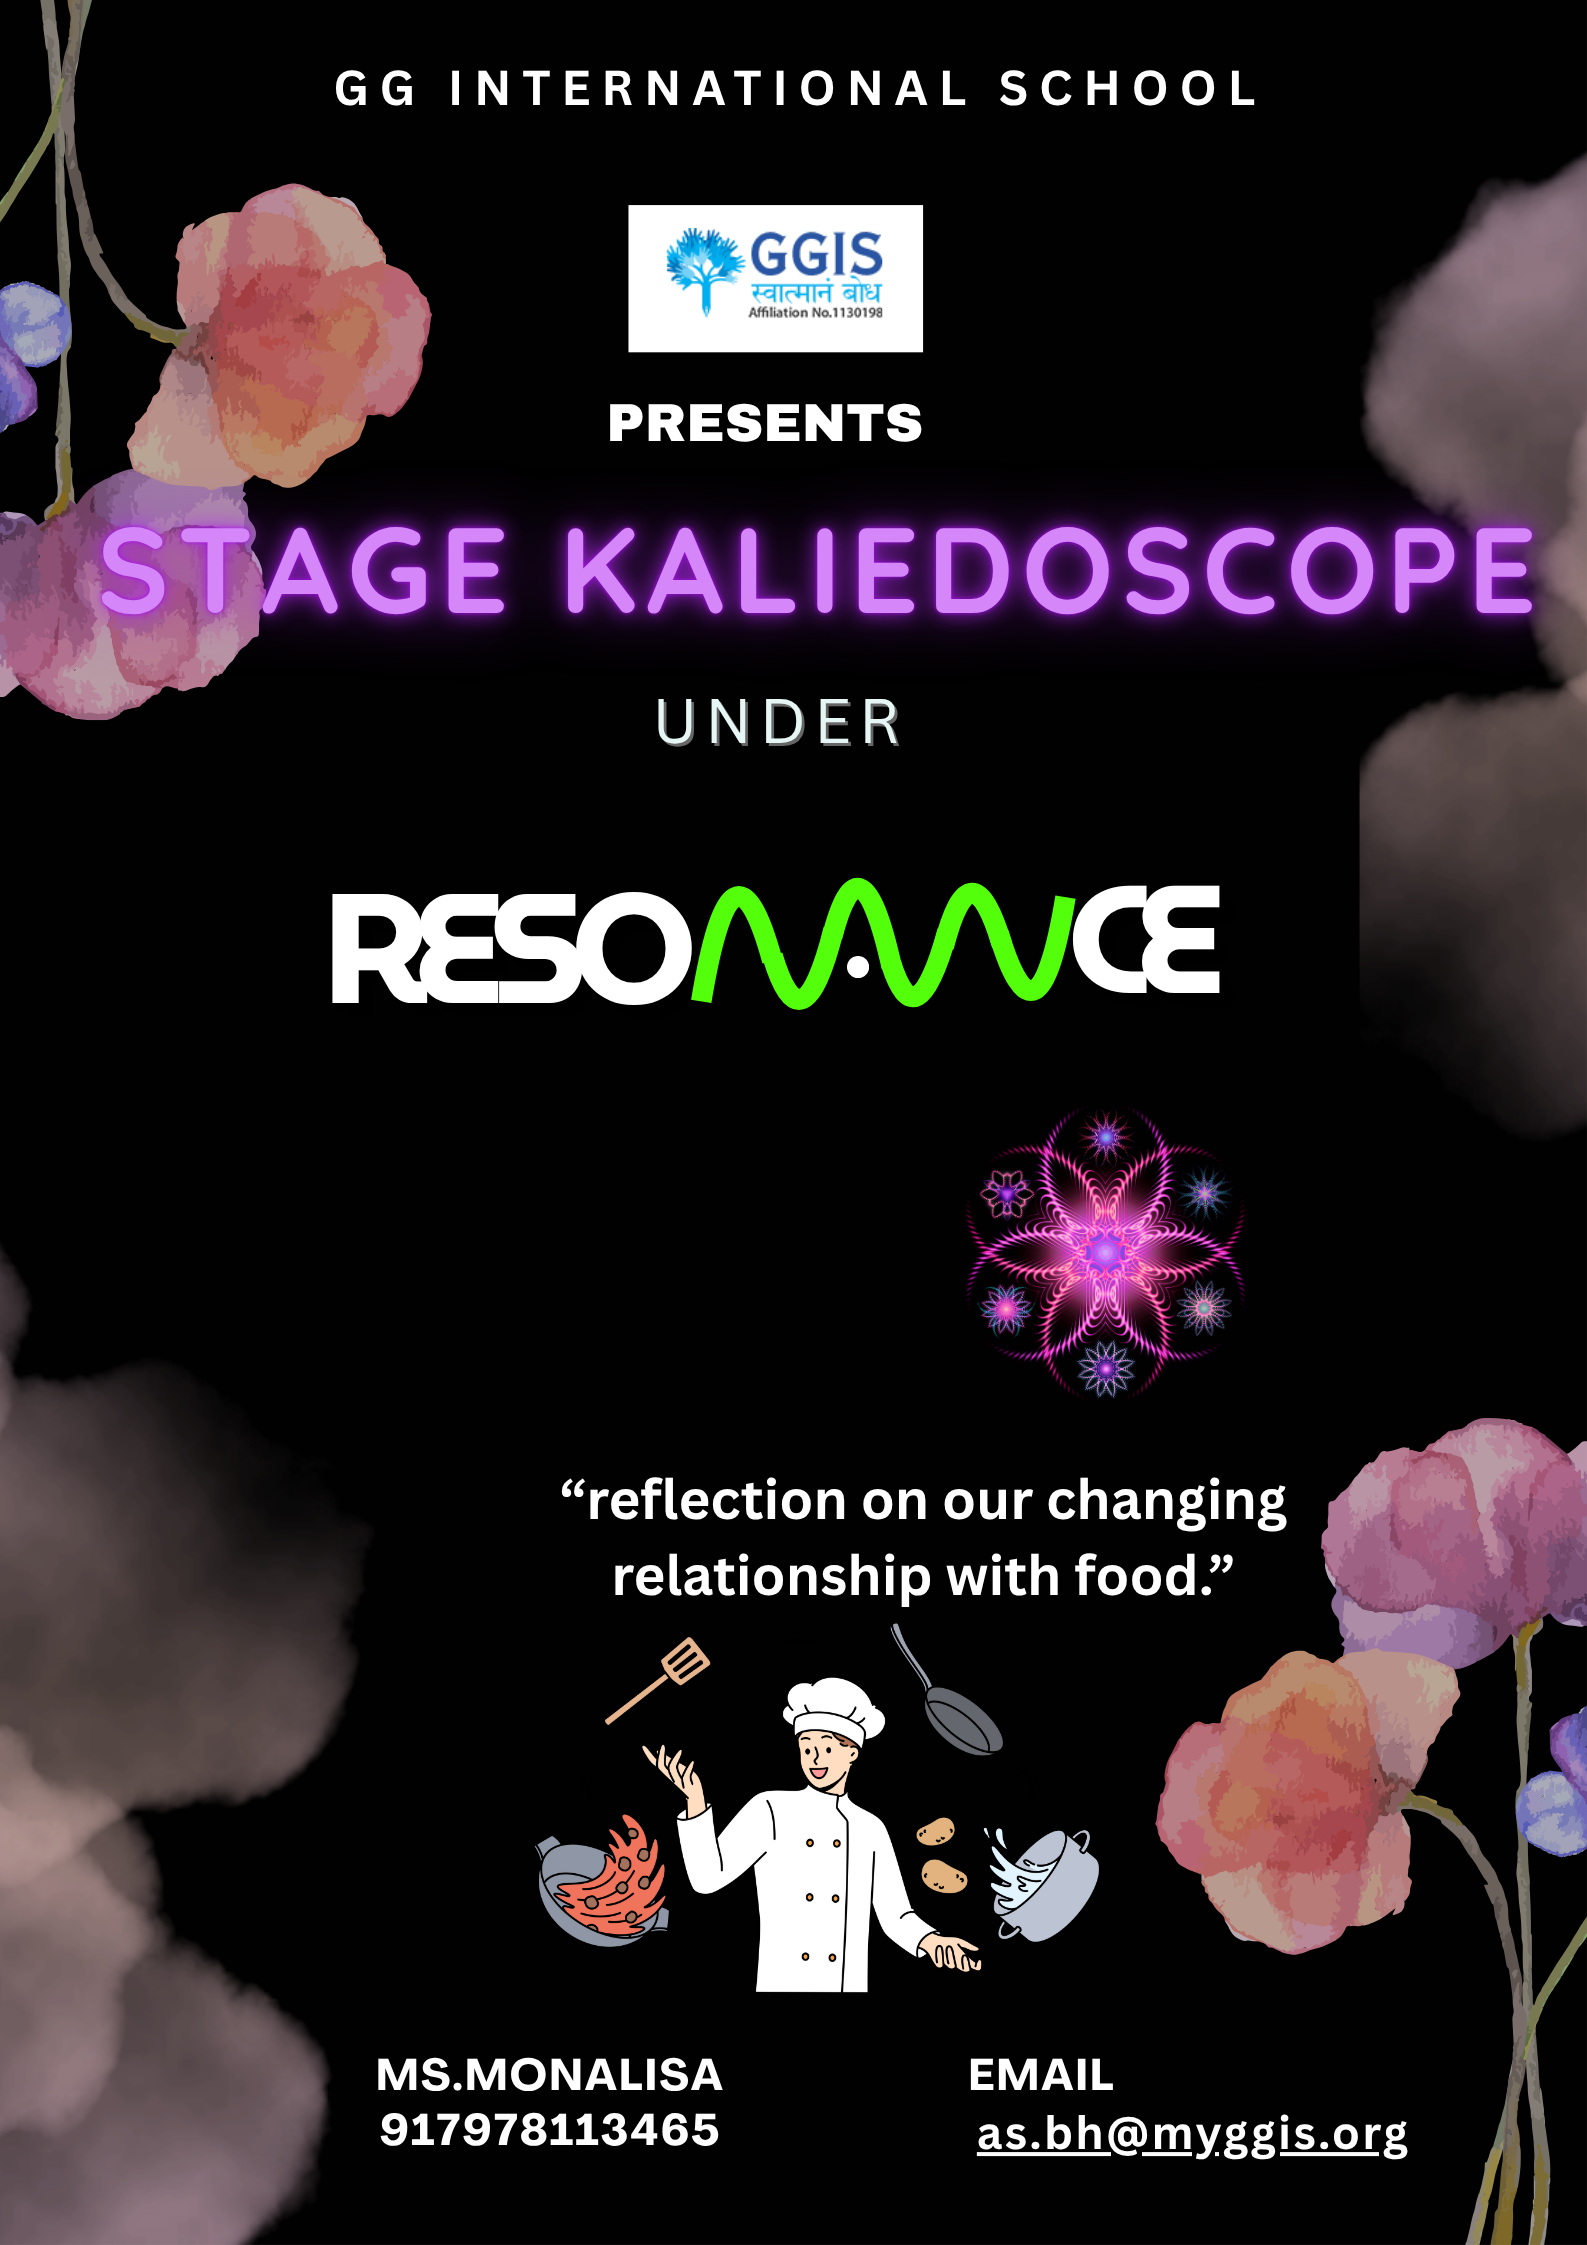 GG INTERNATIONAL SCHOOL
GGIS
स्वात्मानं बोध
Affiliation No.1130198
PRESENTS
STAGE KALIEDOSCOPE
UNDER
RESONANCE
“reflection on our changing
relationship with food.”
MS.MONALISA
917978113465
EMAIL
as.bh@myggis.org